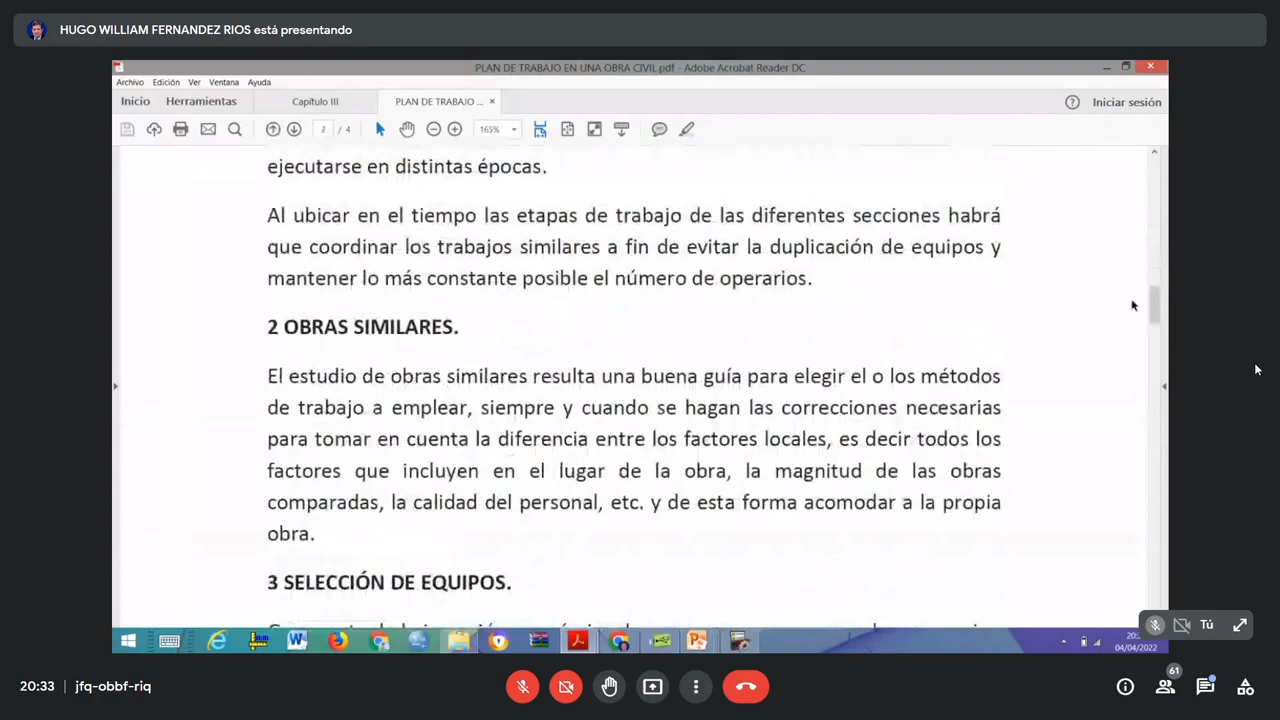 HUGO WILLIAM FERNANDEZ RIOS está presentando
PLAN DE TRABAJO EN UNA OBRA CIVIL.pdf - Adobe Acrobat Reader DC
Archivo Edición Ver Ventana Ayuda
Inicio Herramientas Capítulo III PLAN DE TRABAJO ... × Iniciar sesión
/ 4 165%
ejecutarse en distintas épocas.
Al ubicar en el tiempo las etapas de trabajo de las diferentes secciones habrá
que coordinar los trabajos similares a fin de evitar la duplicación de equipos y
mantener lo más constante posible el número de operarios.
2 OBRAS SIMILARES.
El estudio de obras similares resulta una buena guía para elegir el o los métodos
de trabajo a emplear, siempre y cuando se hagan las correcciones necesarias
para tomar en cuenta la diferencia entre los factores locales, es decir todos los
factores que incluyen en el lugar de la obra, la magnitud de las obras
comparadas, la calidad del personal, etc. y de esta forma acomodar a la propia
obra.
3 SELECCIÓN DE EQUIPOS.
Tú
04/04/2022
20:33 | jfq-obbf-riq
61